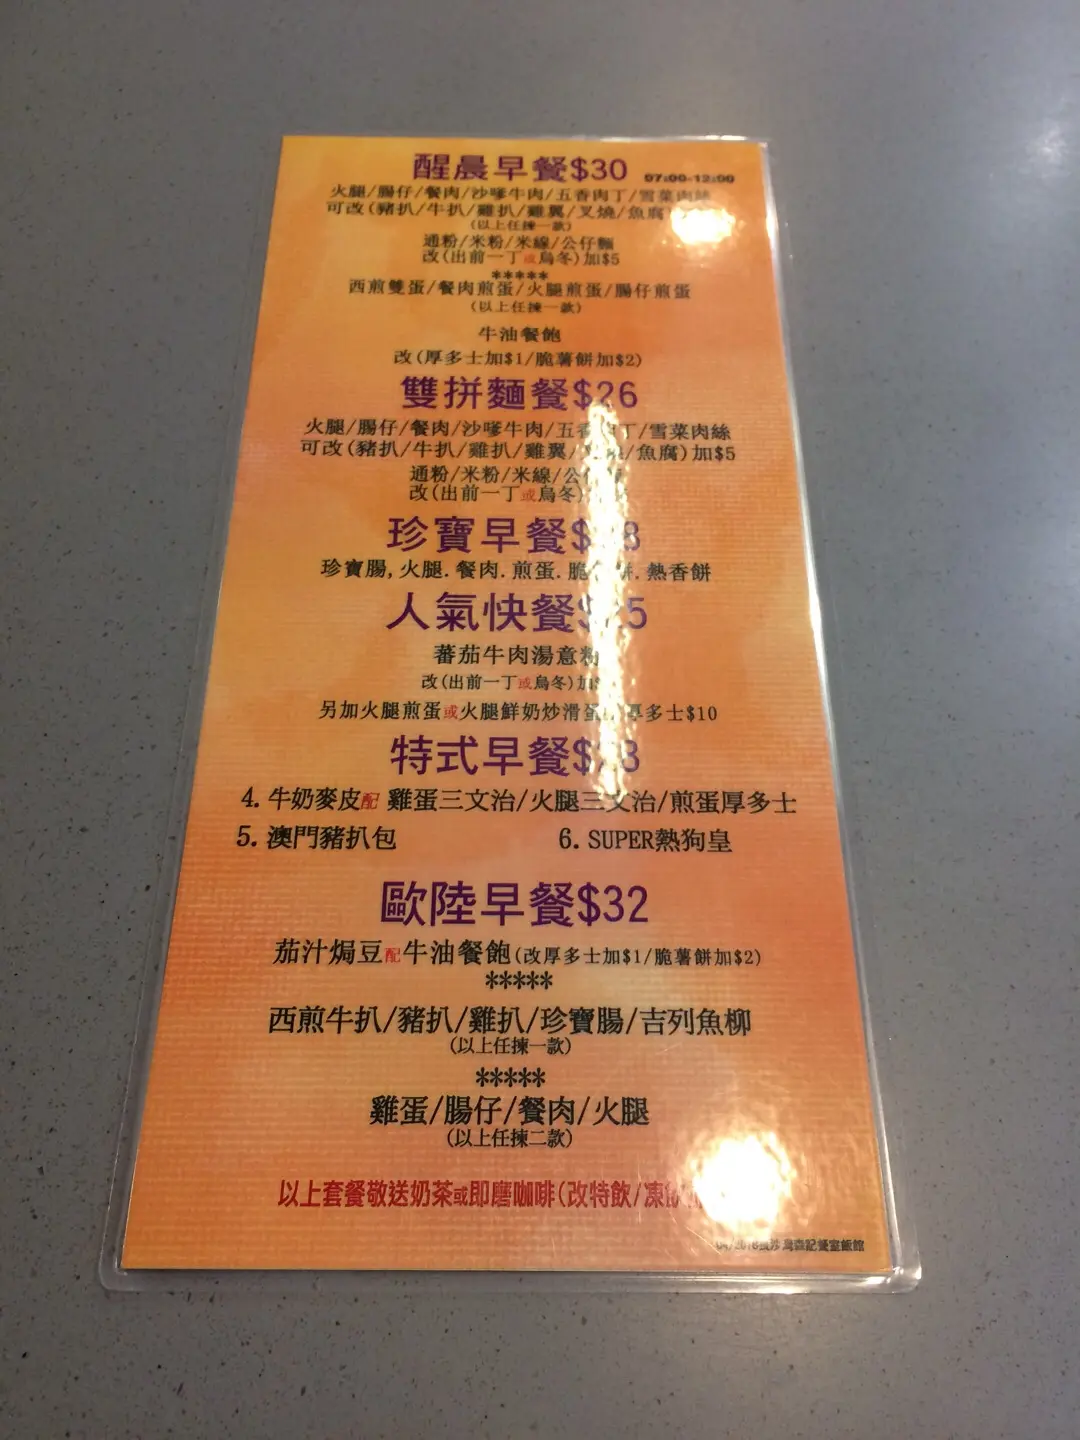 醒晨早餐$30 07:00-12:00
火腿/腸仔/餐肉/沙嗲牛肉/五香肉丁/雪菜肉絲
可改(豬扒/牛扒/雞扒/雞翼/叉燒/魚腐)
(以上任揀一款)
通粉/米粉/米線/公仔麵
改(出前一丁或烏冬)加$5
*****
西煎雙蛋/餐肉煎蛋/火腿煎蛋/腸仔煎蛋
(以上任揀一款)
牛油餐飽
改(厚多士加$1/脆薯餅加$2)
雙拼麵餐$26
火腿/腸仔/餐肉/沙嗲牛肉/五香肉丁/雪菜肉絲
可改(豬扒/牛扒/雞扒/雞翼/ /魚腐)加$5
通粉/米粉/米線/公仔
改(出前一丁或烏冬)
珍寶早餐$
珍寶腸,火腿.餐肉.煎蛋.脆 餅.熱香餅
人氣快餐$
蕃茄牛肉湯意粉
改(出前一丁或烏冬)加
另加火腿煎蛋或火腿鮮奶炒滑蛋 厚多士$10
特式早餐$
4.牛奶麥皮配 雞蛋三文治/火腿三文治/煎蛋厚多士
5.澳門豬扒包 6.SUPER熱狗皇
歐陸早餐$32
茄汁焗豆配牛油餐飽(改厚多士加$1/脆薯餅加$2)
*****
西煎牛扒/豬扒/雞扒/珍寶腸/吉列魚柳
(以上任揀一款)
*****
雞蛋/腸仔/餐肉/火腿
(以上任揀二款)
以上套餐敬送奶茶或即磨咖啡(改特飲/凍飲
記餐室飯館